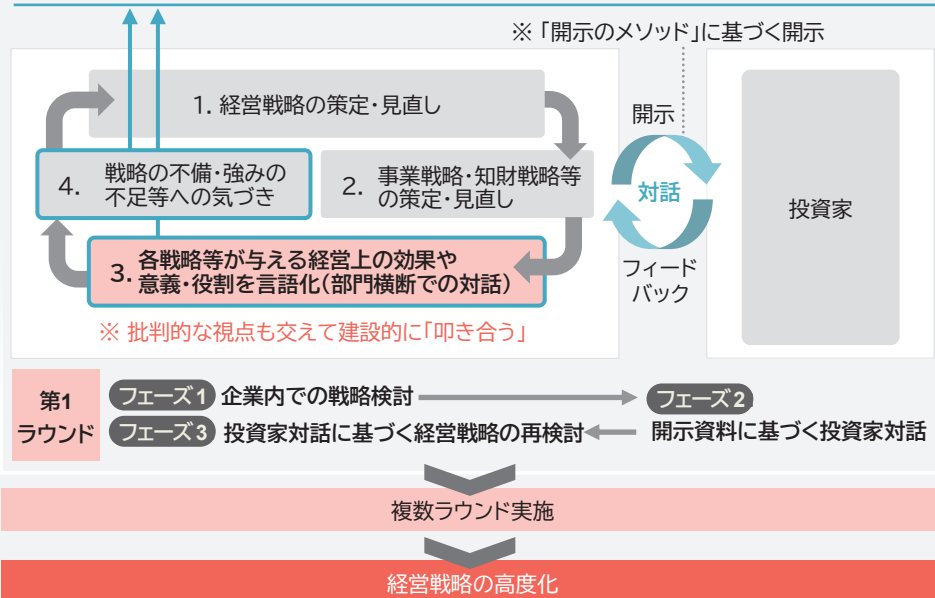 ※「開示のメソッド」に基づく開示
1. 経営戦略の策定・見直し
開示
4. 戦略の不備・強みの
不足等への気づき
2. 事業戦略・知財戦略等
の策定・見直し
対話
投資家
3. 各戦略等が与える経営上の効果や
意義・役割を言語化(部門横断での対話)
フィード
バック
※ 批判的な視点も交えて建設的に「叩き合う」
第1
ラウンド
フェーズ1 企業内での戦略検討
フェーズ2
フェーズ3 投資家対話に基づく経営戦略の再検討
開示資料に基づく投資家対話
複数ラウンド実施
経営戦略の高度化